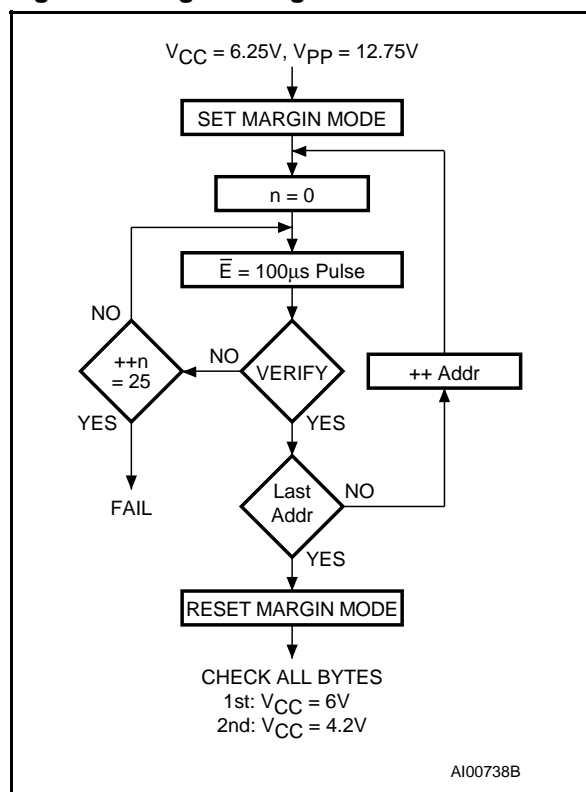 VCC = 6.25V, VPP = 12.75V
SET MARGIN MODE
n = 0
E̅ = 100µs Pulse
NO
++n
= 25
NO
VERIFY
++ Addr
YES
YES
FAIL
Last
Addr
NO
YES
RESET MARGIN MODE
CHECK ALL BYTES
1st: VCC = 6V
2nd: VCC = 4.2V
AI00738B